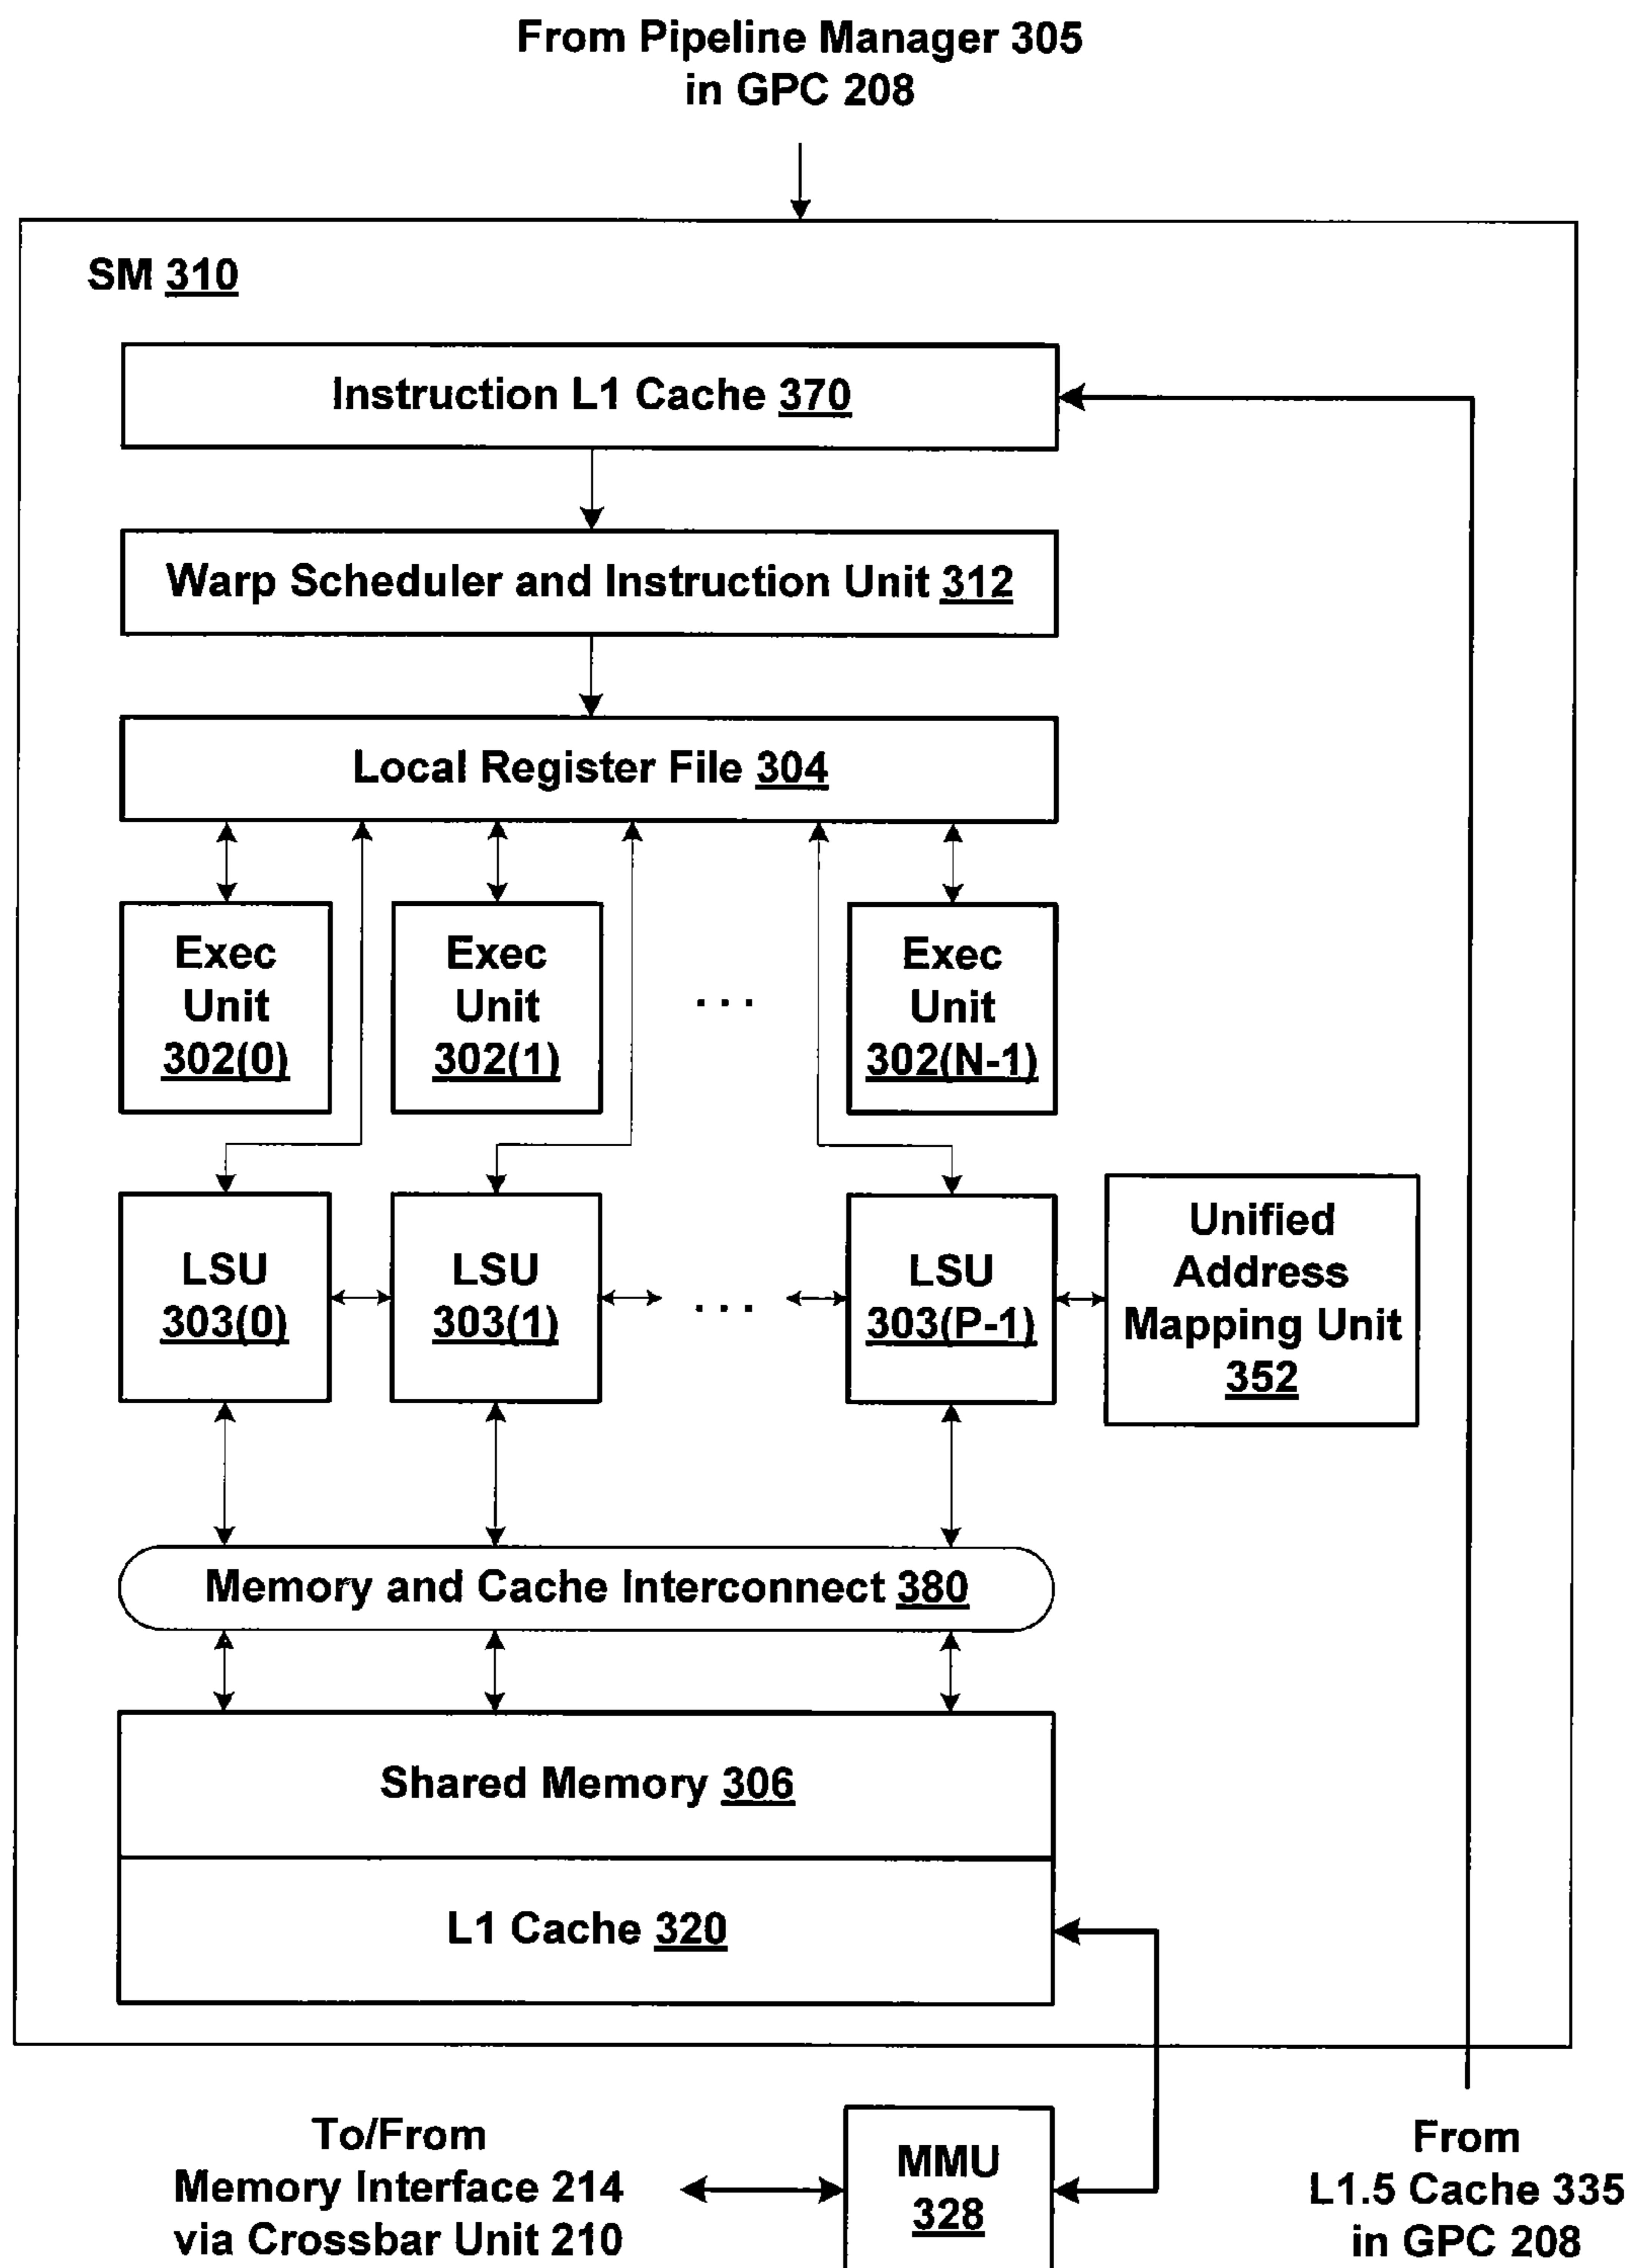 From Pipeline Manager 305
in GPC 208
SM 310
Instruction L1 Cache 370
Warp Scheduler and Instruction Unit 312
Local Register File 304
Exec
Unit
302(0)
Exec
Unit
302(1)
. . .
Exec
Unit
302(N-1)
LSU
303(0)
LSU
303(1)
. . .
LSU
303(P-1)
Unified
Address
Mapping Unit
352
Memory and Cache Interconnect 380
Shared Memory 306
L1 Cache 320
To/From
Memory Interface 214
via Crossbar Unit 210
MMU
328
From
L1.5 Cache 335
in GPC 208